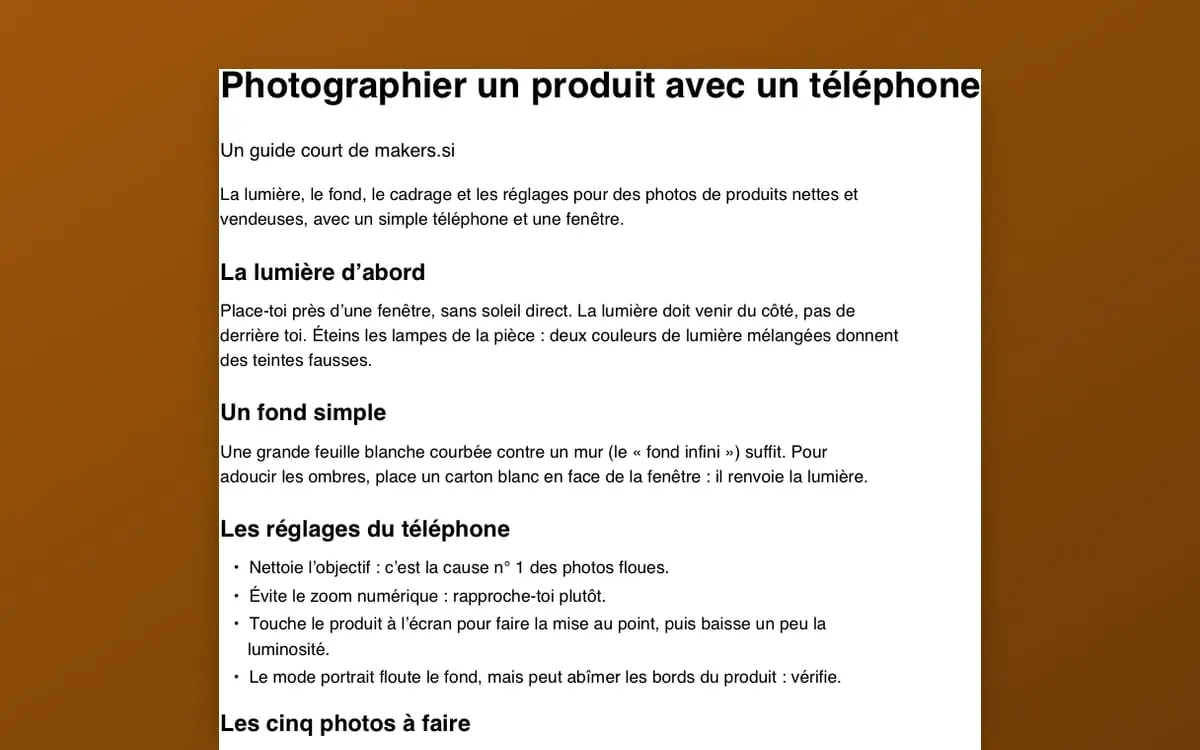 Photographier un produit avec un téléphone
Un guide court de makers.si
La lumière, le fond, le cadrage et les réglages pour des photos de produits nettes et
vendeuses, avec un simple téléphone et une fenêtre.
La lumière d’abord
Place-toi près d’une fenêtre, sans soleil direct. La lumière doit venir du côté, pas de
derrière toi. Éteins les lampes de la pièce : deux couleurs de lumière mélangées donnent
des teintes fausses.
Un fond simple
Une grande feuille blanche courbée contre un mur (le « fond infini ») suffit. Pour
adoucir les ombres, place un carton blanc en face de la fenêtre : il renvoie la lumière.
Les réglages du téléphone
• Nettoie l’objectif : c’est la cause n° 1 des photos floues.
• Évite le zoom numérique : rapproche-toi plutôt.
• Touche le produit à l’écran pour faire la mise au point, puis baisse un peu la
luminosité.
• Le mode portrait floute le fond, mais peut abîmer les bords du produit : vérifie.
Les cinq photos à faire